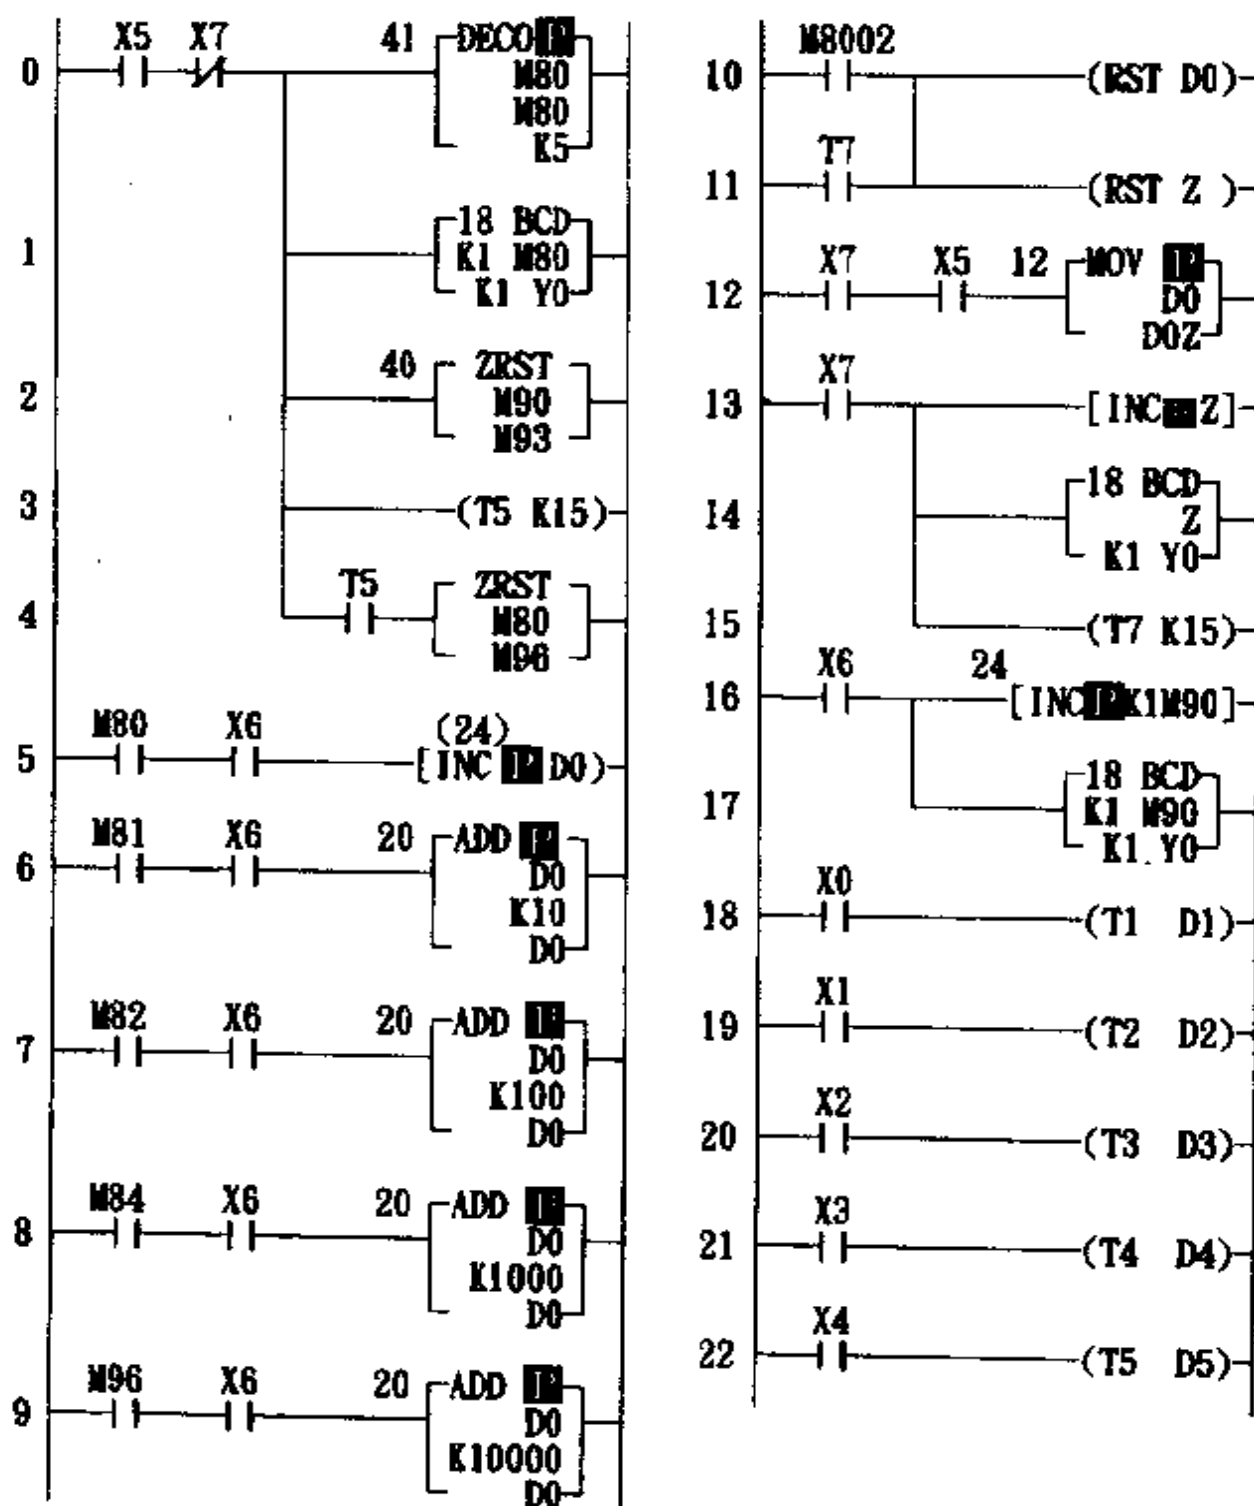 X5 X7
0
41 DECO P
M80
M80
K5
1
18 BCD
K1 M80
K1 Y0
2
40 ZRST
M90
M93
3
(T5 K15)
4
T5
ZRST
M80
M96
5
M80 X6
(24)
[INC P D0)
6
M81 X6
20 ADD P
D0
K10
D0
7
M82 X6
20 ADD P
D0
K100
D0
8
M84 X6
20 ADD P
D0
K1000
D0
9
M96 X6
20 ADD P
D0
K10000
D0
M8002
10
(RST D0)
T7
11
(RST Z )
X7 X5
12
12 MOV P
D0
D0Z
X7
13
[INC Z]
14
18 BCD
Z
K1 Y0
15
(T7 K15)
X6
16
24
[INC P K1M90]
17
18 BCD
K1 M90
K1 Y0
X0
18
(T1 D1)
X1
19
(T2 D2)
X2
20
(T3 D3)
X3
21
(T4 D4)
X4
22
(T5 D5)